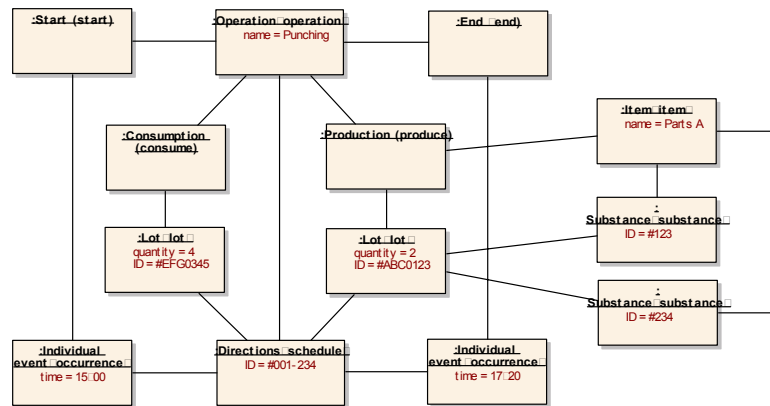 :Start (start)
:Operation operation
name = Punching
:End end)
:Consumption
(consume)
:Production (produce)
:Item item
name = Parts A
:Lot lot
quantity = 4
ID = #EFG0345
:Lot lot
quantity = 2
ID = #ABC0123
:
Substance substance
ID = #123
:
Substance substance
ID = #234
:Individual
event occurrence
time = 15 00
:Directions schedule
ID = #001-234
:Individual
event occurrence
time = 17 20